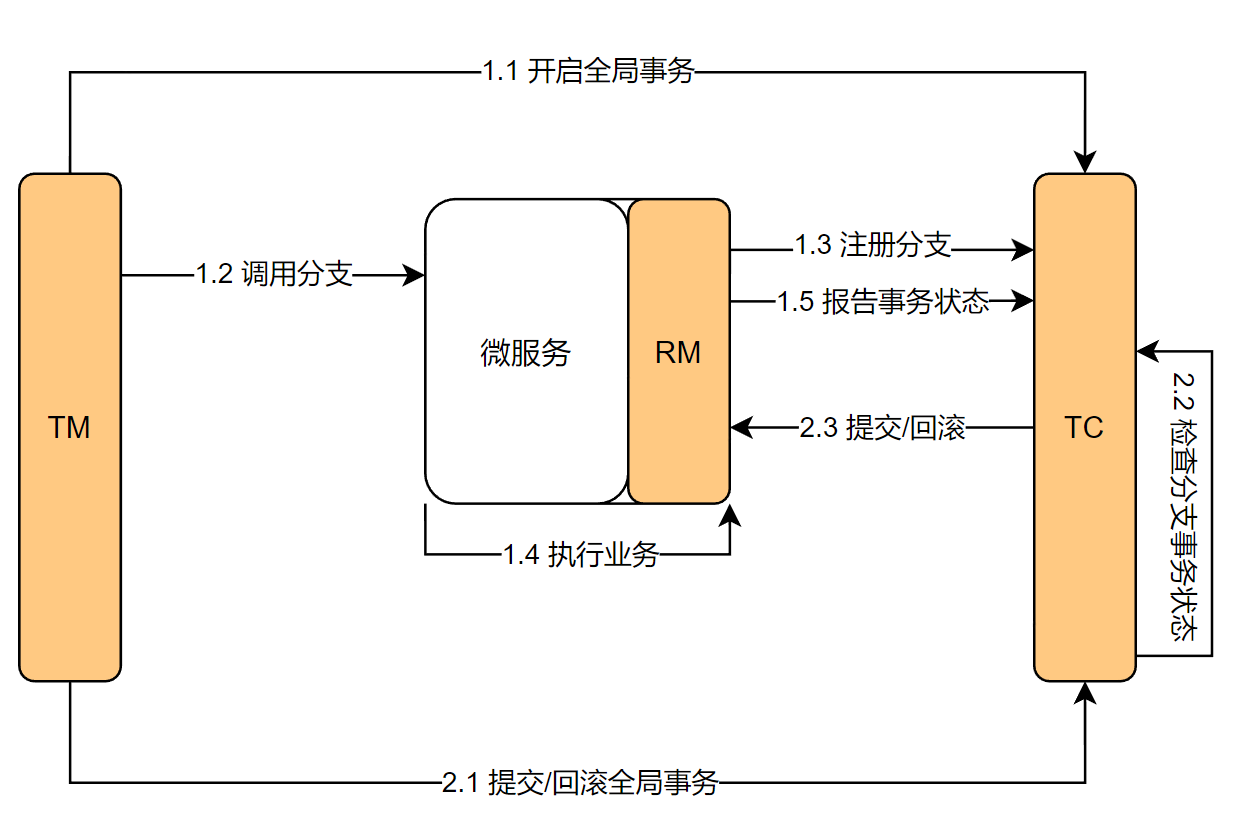 1.1 开启全局事务
1.3 注册分支
1.2 调用分支
1.5 报告事务状态
微服务
RM
TM
2.3 提交/回滚
TC
2.2 检查分支事务状态
1.4 执行业务
2.1 提交/回滚全局事务